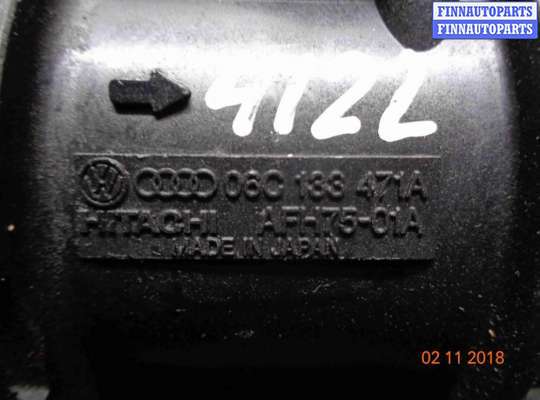 FINNAUTOPARTS
FINNAUTOPARTS
4122
06C 133 471A
HITACHI AFH75-01A
MADE IN JAPAN
02 11 2018